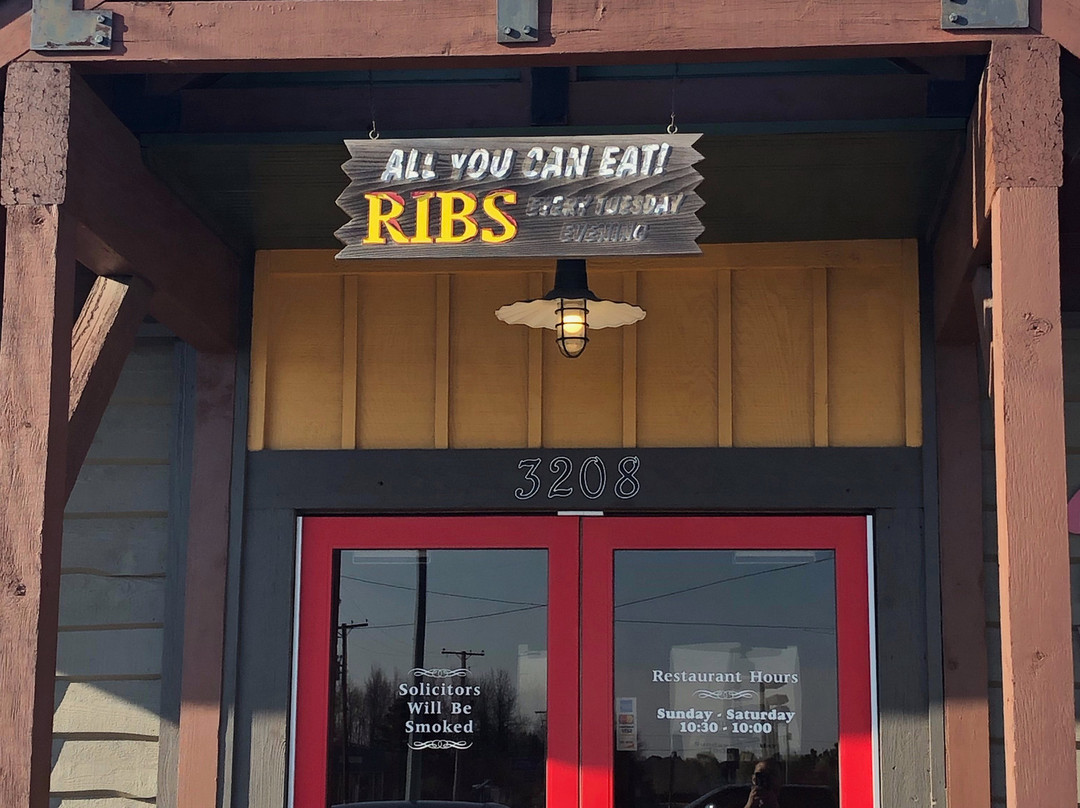 ALL YOU CAN EAT!
RIBS EVERY TUESDAY
EVENING
3208
Solicitors
Will Be
Smoked
Restaurant Hours
Sunday - Saturday
10:30 - 10:00